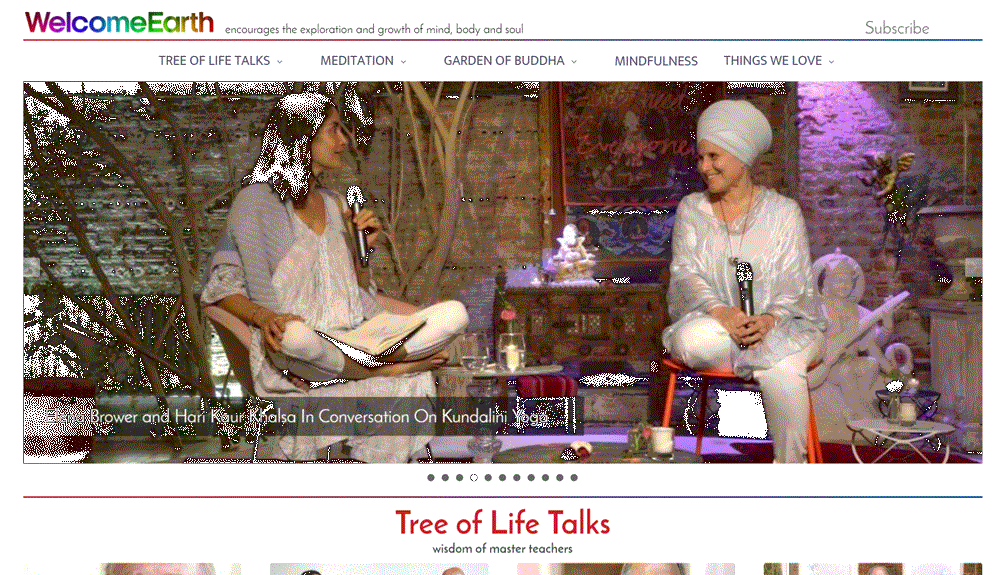 WelcomeEarth
encourages the exploration and growth of mind, body and soul
Subscribe
TREE OF LIFE TALKS
MEDITATION
GARDEN OF BUDDHA
MINDFULNESS
THINGS WE LOVE
Brower and Hari Kaur Khalsa In Conversation On Kundalini Yoga
Everyone
Tree of Life Talks
wisdom of master teachers